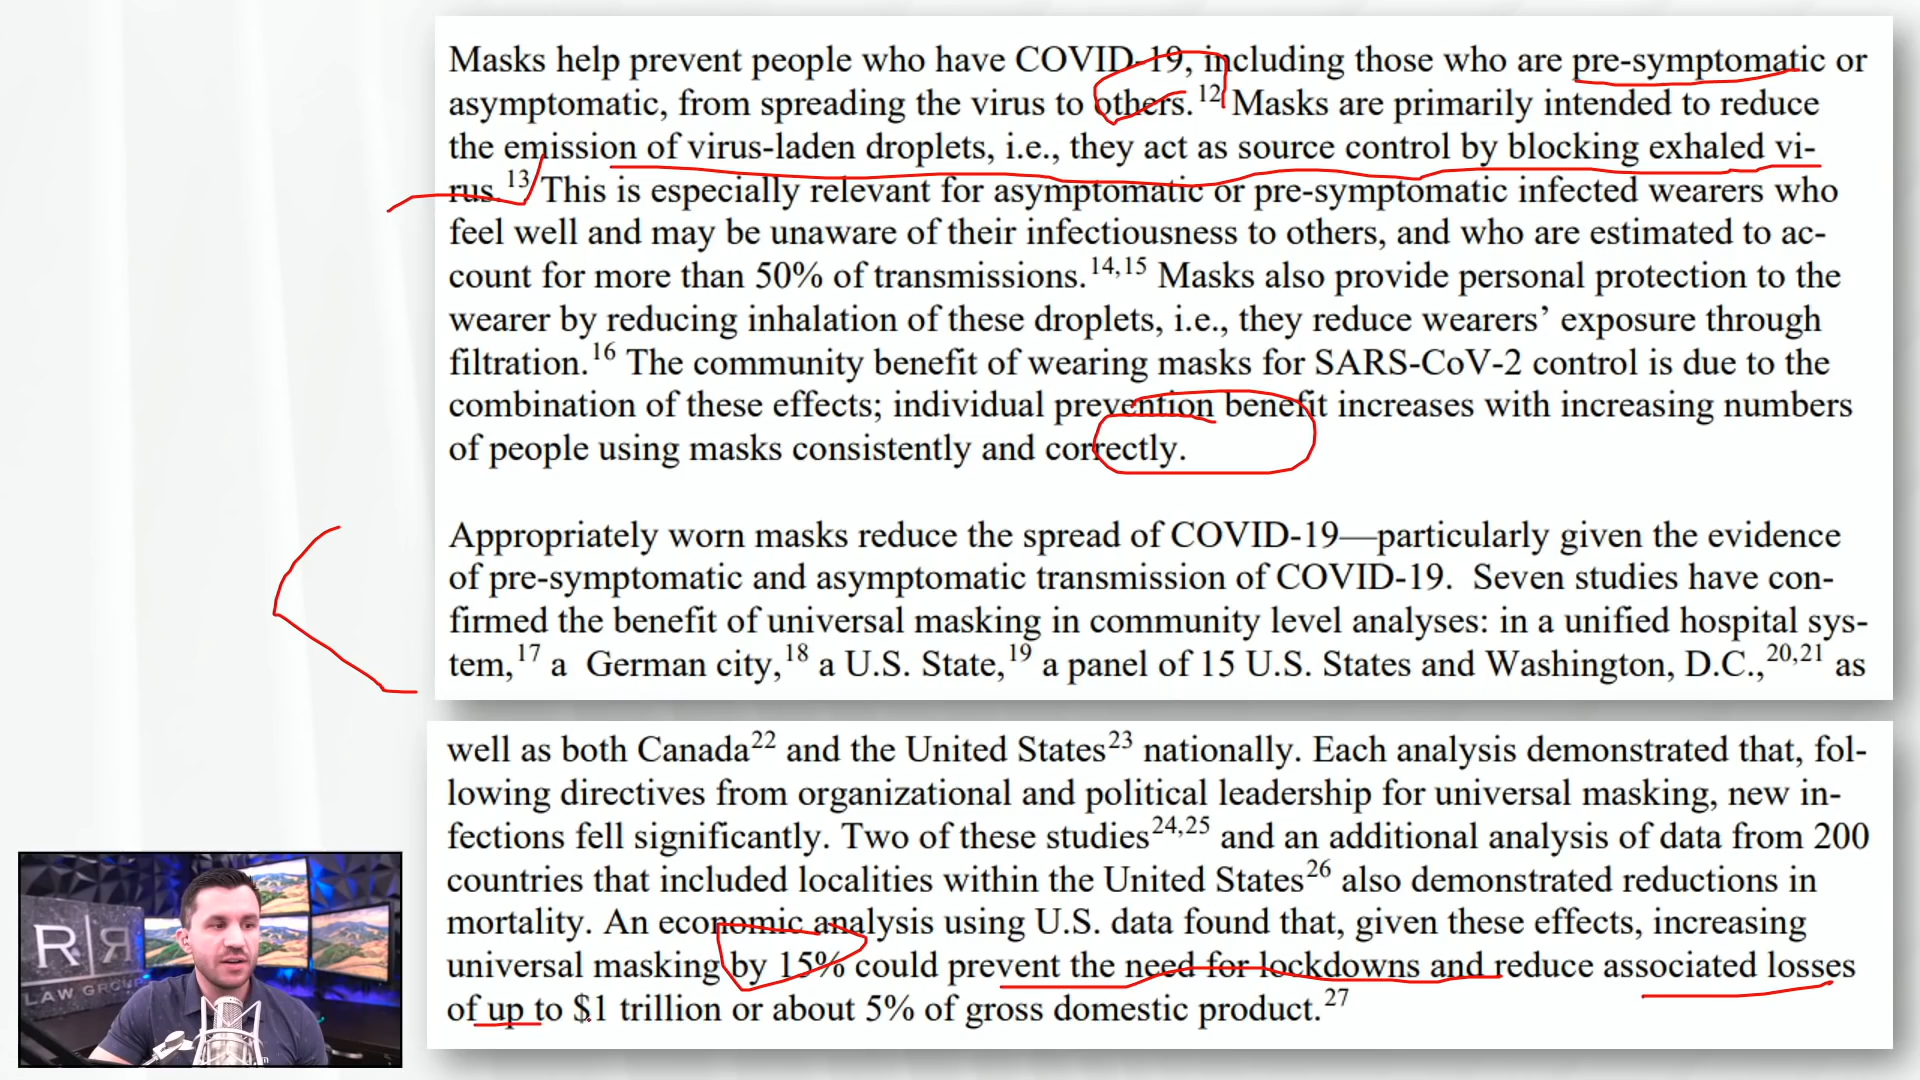 Masks help prevent people who have COVID-19, including those who are pre-symptomatic or
asymptomatic, from spreading the virus to others.12 Masks are primarily intended to reduce
the emission of virus-laden droplets, i.e., they act as source control by blocking exhaled vi-
rus.13 This is especially relevant for asymptomatic or pre-symptomatic infected wearers who
feel well and may be unaware of their infectiousness to others, and who are estimated to ac-
count for more than 50% of transmissions.14,15 Masks also provide personal protection to the
wearer by reducing inhalation of these droplets, i.e., they reduce wearers’ exposure through
filtration.16 The community benefit of wearing masks for SARS-CoV-2 control is due to the
combination of these effects; individual prevention benefit increases with increasing numbers
of people using masks consistently and correctly.
Appropriately worn masks reduce the spread of COVID-19—particularly given the evidence
of pre-symptomatic and asymptomatic transmission of COVID-19. Seven studies have con-
firmed the benefit of universal masking in community level analyses: in a unified hospital sys-
tem,17 a German city,18 a U.S. State,19 a panel of 15 U.S. States and Washington, D.C.,20,21 as
well as both Canada22 and the United States23 nationally. Each analysis demonstrated that, fol-
lowing directives from organizational and political leadership for universal masking, new in-
fections fell significantly. Two of these studies24,25 and an additional analysis of data from 200
countries that included localities within the United States26 also demonstrated reductions in
mortality. An economic analysis using U.S. data found that, given these effects, increasing
universal masking by 15% could prevent the need for lockdowns and reduce associated losses
of up to $1 trillion or about 5% of gross domestic product.27
R|Я
LAW GROUP